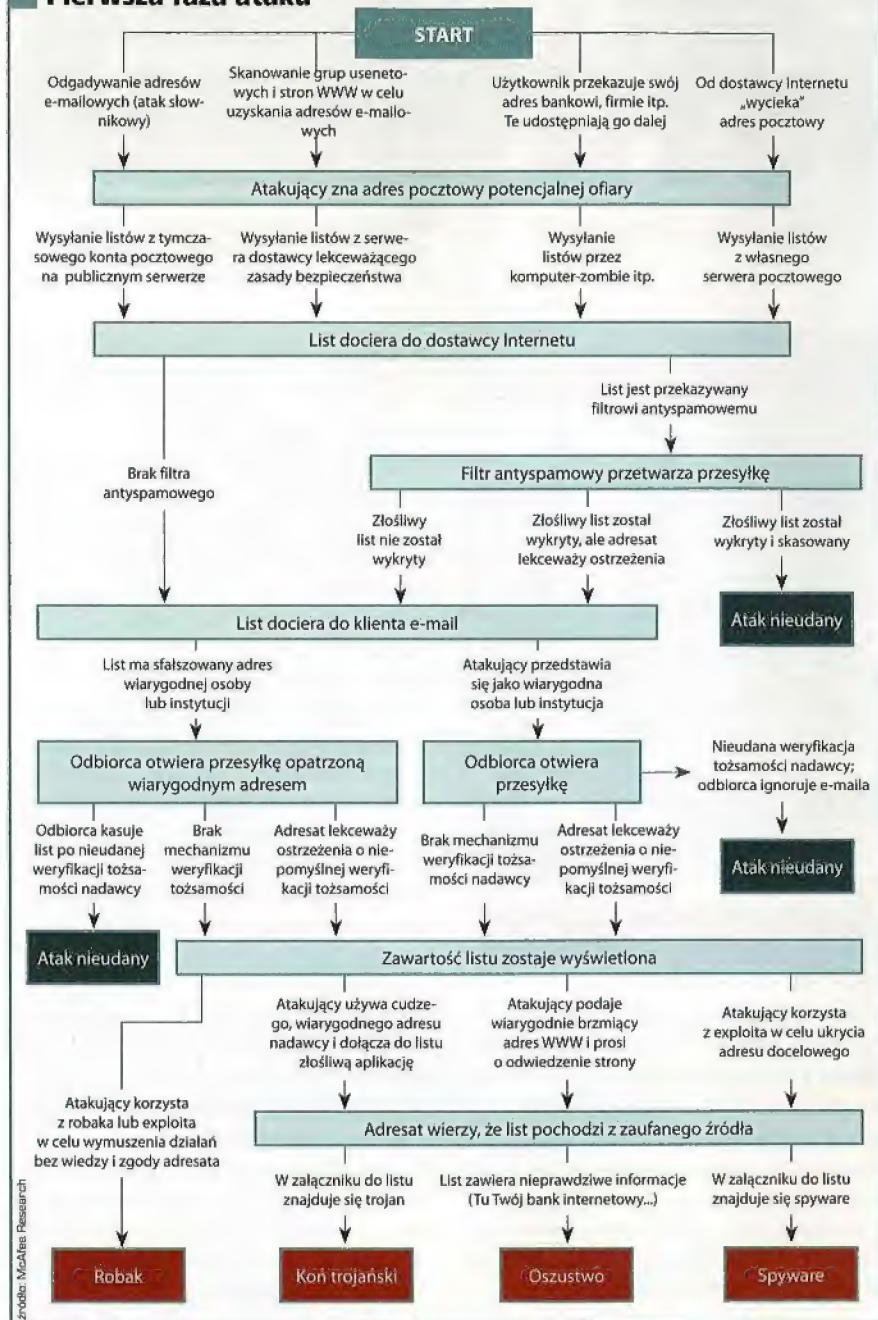 Pierwsza faza ataku
START
Odgadywanie adresów
e-mailowych (atak słow-
nikowy)
Skanowanie grup useneto-
wych i stron WWW w celu
uzyskania adresów e-mailo-
wych
Użytkownik przekazuje swój
adres bankowi, firmie itp.
Te udostępniają go dalej
Od dostawcy Internetu
„wycieka”
adres pocztowy
Atakujący zna adres pocztowy potencjalnej ofiary
Wysyłanie listów z tymcza-
sowego konta pocztowego
na publicznym serwerze
Wysyłanie listów z serwe-
ra dostawcy lekceważącego
zasady bezpieczeństwa
Wysyłanie
listów przez
komputer-zombie itp.
Wysyłanie listów
z własnego
serwera pocztowego
List dociera do dostawcy Internetu
List jest przekazywany
filtrowi antyspamowemu
Brak filtra
antyspamowego
Filtr antyspamowy przetwarza przesyłkę
Złośliwy
list nie został
wykryty
Złośliwy list został
wykryty, ale adresat
lekceważy ostrzeżenia
Złośliwy list został
wykryty i skasowany
Atak nieudany
List dociera do klienta e-mail
List ma sfałszowany adres
wiarygodnej osoby
lub instytucji
Atakujący przedstawia
się jako wiarygodna
osoba lub instytucja
Odbiorca otwiera przesyłkę opatrzoną
wiarygodnym adresem
Odbiorca otwiera
przesyłkę
Nieudana weryfikacja
tożsamości nadawcy;
odbiorca ignoruje e-maila
Atak nieudany
Odbiorca kasuje
list po nieudanej
weryfikacji tożsa-
mości nadawcy
Brak
mechanizmu
weryfikacji
tożsamości
Adresat lekceważy
ostrzeżenia o nie-
pomyślnej weryfi-
kacji tożsamości
Brak mechanizmu
weryfikacji tożsa-
mości nadawcy
Adresat lekceważy
ostrzeżenia o nie-
pomyślnej weryfi-
kacji tożsamości
Atak nieudany
Zawartość listu zostaje wyświetlona
Atakujący używa cudze-
go, wiarygodnego adresu
nadawcy i dołącza do listu
złośliwą aplikację
Atakujący podaje
wiarygodnie brzmiący
adres WWW i prosi
o odwiedzenie strony
Atakujący korzysta
z exploita w celu ukrycia
adresu docelowego
Atakujący korzysta
z robaka lub exploita
w celu wymuszenia działań
bez wiedzy i zgody adresata
Adresat wierzy, że list pochodzi z zaufanego źródła
W załączniku do listu
znajduje się trojan
List zawiera nieprawdziwe informacje
(Tu Twój bank internetowy...)
W załączniku do listu
znajduje się spyware
Robak
Koń trojański
Oszustwo
Spyware
źródło: McAfee Research